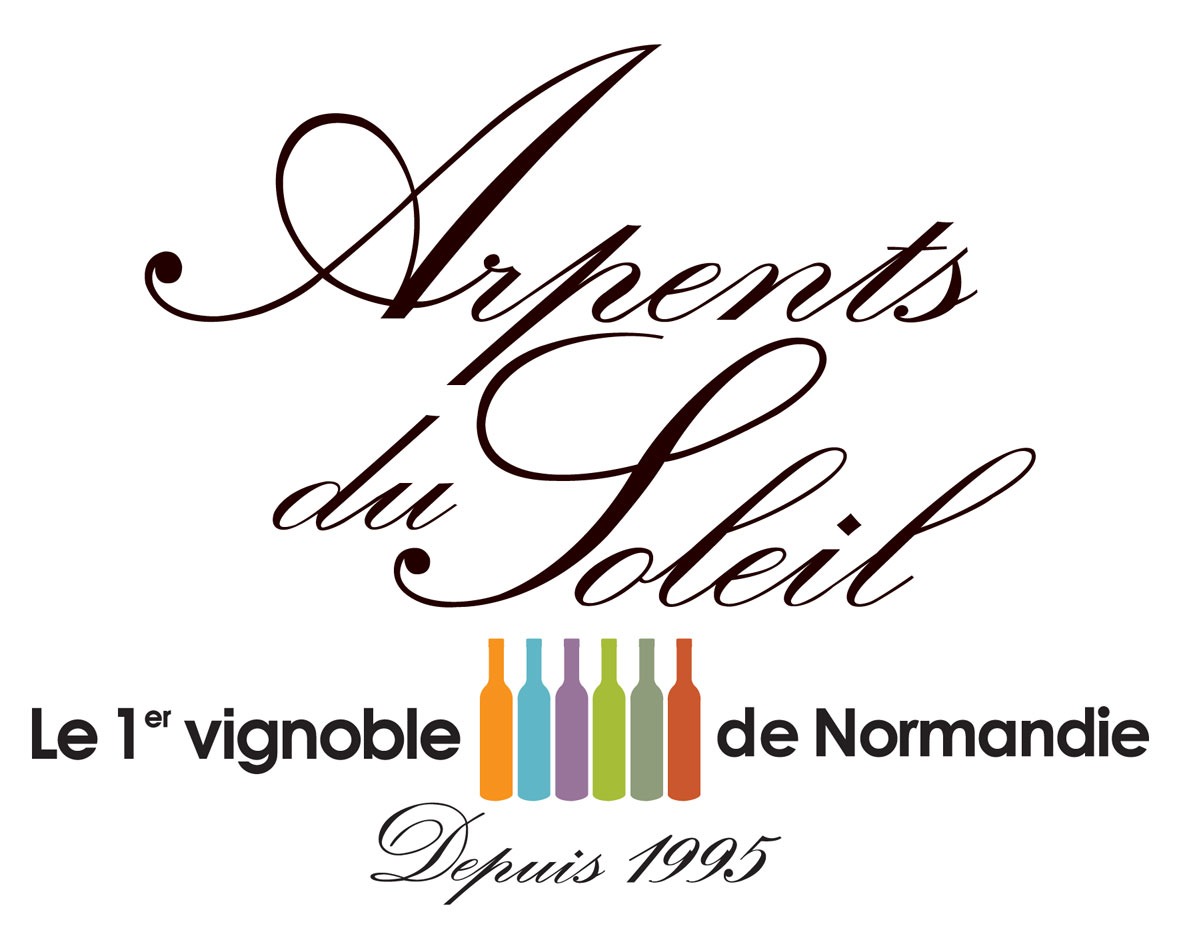 Arpents
du Soleil
Le 1er vignoble de Normandie
Depuis 1995